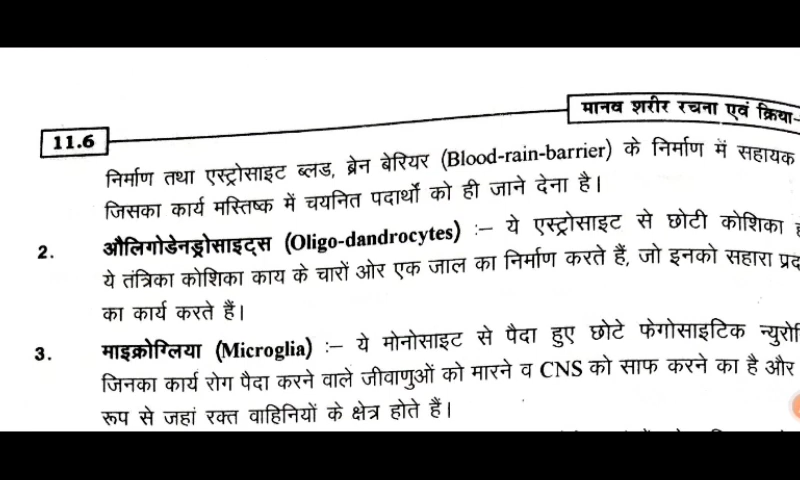 मानव शरीर रचना एवं क्रिया-
11.6
निर्माण तथा एस्ट्रोसाइट ब्लड, ब्रेन बेरियर (Blood-rain-barrier) के निर्माण में सहायक
जिसका कार्य मस्तिष्क में चयनित पदार्थों को ही जाने देना है।
2. औलिगोडेनड्रोसाइट्स (Oligo-dandrocytes) :– ये एस्ट्रोसाइट से छोटी कोशिका
ये तंत्रिका कोशिका काय के चारों ओर एक जाल का निर्माण करते हैं, जो इनको सहारा प्रद
का कार्य करते हैं।
3. माइक्रोग्लिया (Microglia) :– ये मोनोसाइट से पैदा हुए छोटे फेगोसाइटिक न्युरो
जिनका कार्य रोग पैदा करने वाले जीवाणुओं को मारने व CNS को साफ करने का है और
रूप से जहां रक्त वाहिनियों के क्षेत्र होते हैं।